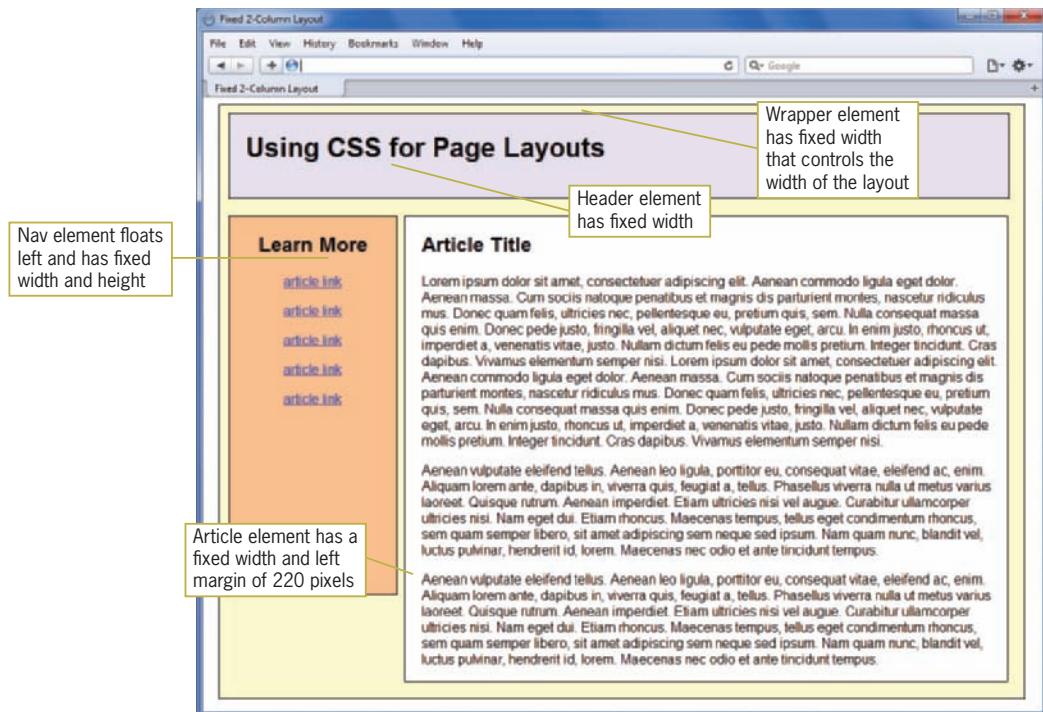 Fixed 2-Column Layout
File Edit View History Bookmarks Window Help
Google
Fixed 2-Column Layout
Using CSS for Page Layouts
Wrapper element
has fixed width
that controls the
width of the layout
Header element
has fixed width
Nav element floats
left and has fixed
width and height
Learn More
article link
article link
article link
article link
article link
Article element has a
fixed width and left
margin of 220 pixels
Article Title
Lorem ipsum dolor sit amet, consectetuer adipiscing elit. Aenean commodo ligula eget dolor.
Aenean massa. Cum sociis natoque penatibus et magnis dis parturient montes, nascetur ridiculus
mus. Donec quam felis, ultricies nec, pellentesque eu, pretium quis, sem. Nulla consequat massa
quis enim. Donec pede justo, fringilla vel, aliquet nec, vulputate eget, arcu. In enim justo, rhoncus ut,
imperdiet a, venenatis vitae, justo. Nullam dictum felis eu pede mollis pretium. Integer tincidunt. Cras
dapibus. Vivamus elementum semper nisi. Lorem ipsum dolor sit amet, consectetuer adipiscing elit.
Aenean commodo ligula eget dolor. Aenean massa. Cum sociis natoque penatibus et magnis dis
parturient montes, nascetur ridiculus mus. Donec quam felis, ultricies nec, pellentesque eu, pretium
quis, sem. Nulla consequat massa quis enim. Donec pede justo, fringilla vel, aliquet nec, vulputate
eget, arcu. In enim justo, rhoncus ut, imperdiet a, venenatis vitae, justo. Nullam dictum felis eu pede
mollis pretium. Integer tincidunt. Cras dapibus. Vivamus elementum semper nisi.
Aenean vulputate eleifend tellus. Aenean leo ligula, porttitor eu, consequat vitae, eleifend ac, enim.
Aliquam lorem ante, dapibus in, viverra quis, feugiat a, tellus. Phasellus viverra nulla ut metus varius
laoreet. Quisque rutrum. Aenean imperdiet. Etiam ultricies nisi vel augue. Curabitur ullamcorper
ultricies nisi. Nam eget dui. Etiam rhoncus. Maecenas tempus, tellus eget condimentum rhoncus,
sem quam semper libero, sit amet adipiscing sem neque sed ipsum. Nam quam nunc, blandit vel,
luctus pulvinar, hendrerit id, lorem. Maecenas nec odio et ante tincidunt tempus.
Aenean vulputate eleifend tellus. Aenean leo ligula, porttitor eu, consequat vitae, eleifend ac, enim.
Aliquam lorem ante, dapibus in, viverra quis, feugiat a, tellus. Phasellus viverra nulla ut metus varius
laoreet. Quisque rutrum. Aenean imperdiet. Etiam ultricies nisi vel augue. Curabitur ullamcorper
ultricies nisi. Nam eget dui. Etiam rhoncus. Maecenas tempus, tellus eget condimentum rhoncus,
sem quam semper libero, sit amet adipiscing sem neque sed ipsum. Nam quam nunc, blandit vel,
luctus pulvinar, hendrerit id, lorem. Maecenas nec odio et ante tincidunt tempus.